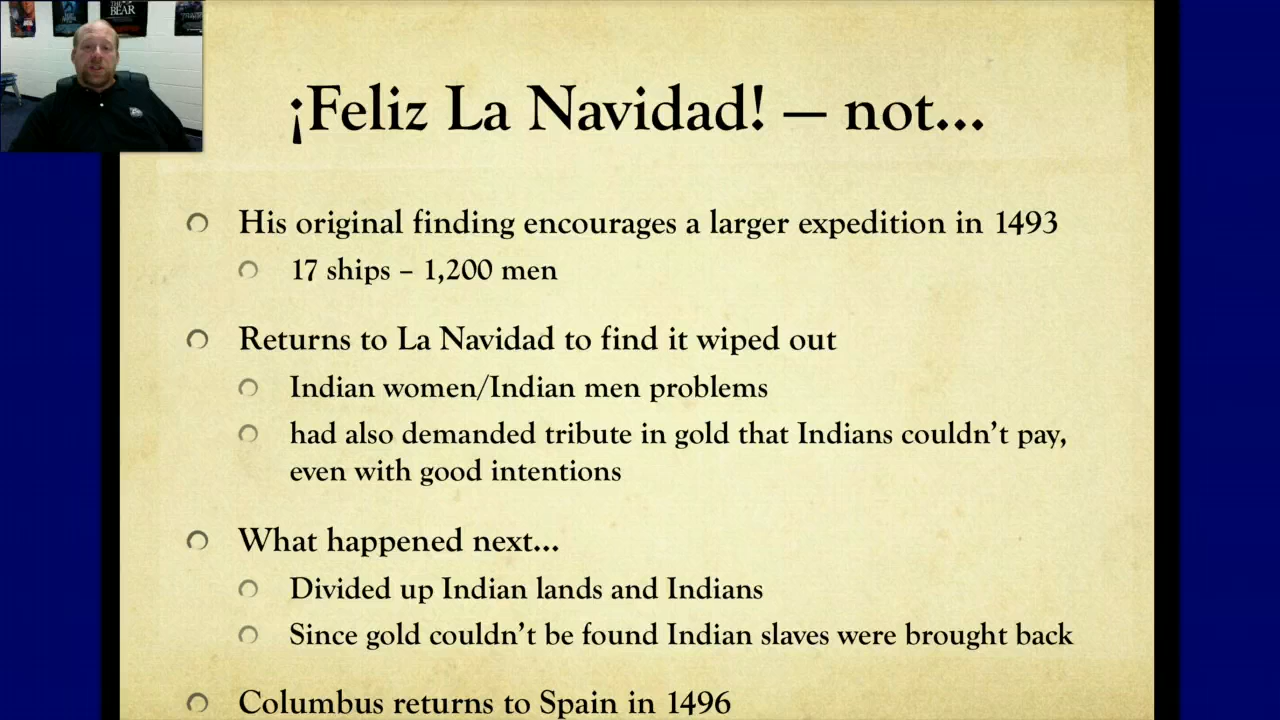 THE
BEAR
¡Feliz La Navidad! – not...
His original finding encourages a larger expedition in 1493
17 ships – 1,200 men
Returns to La Navidad to find it wiped out
Indian women/Indian men problems
had also demanded tribute in gold that Indians couldn't pay,
even with good intentions
What happened next...
Divided up Indian lands and Indians
Since gold couldn't be found Indian slaves were brought back
Columbus returns to Spain in 1496